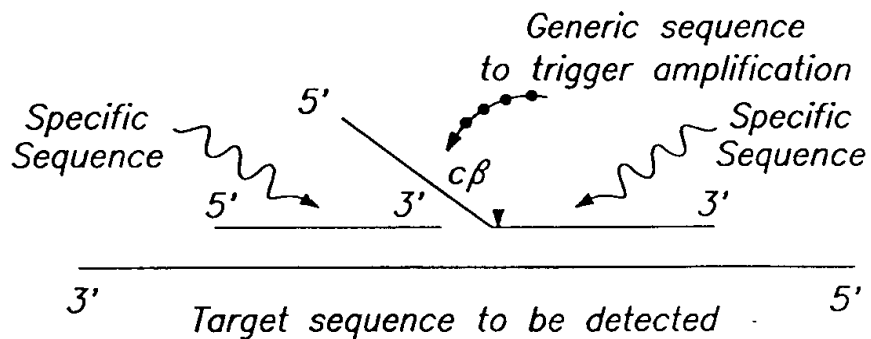 Generic sequence
to trigger amplification
5'
Specific
Sequence
Specific
Sequence
cβ
5'
3'
3'
3'
5'
Target sequence to be detected